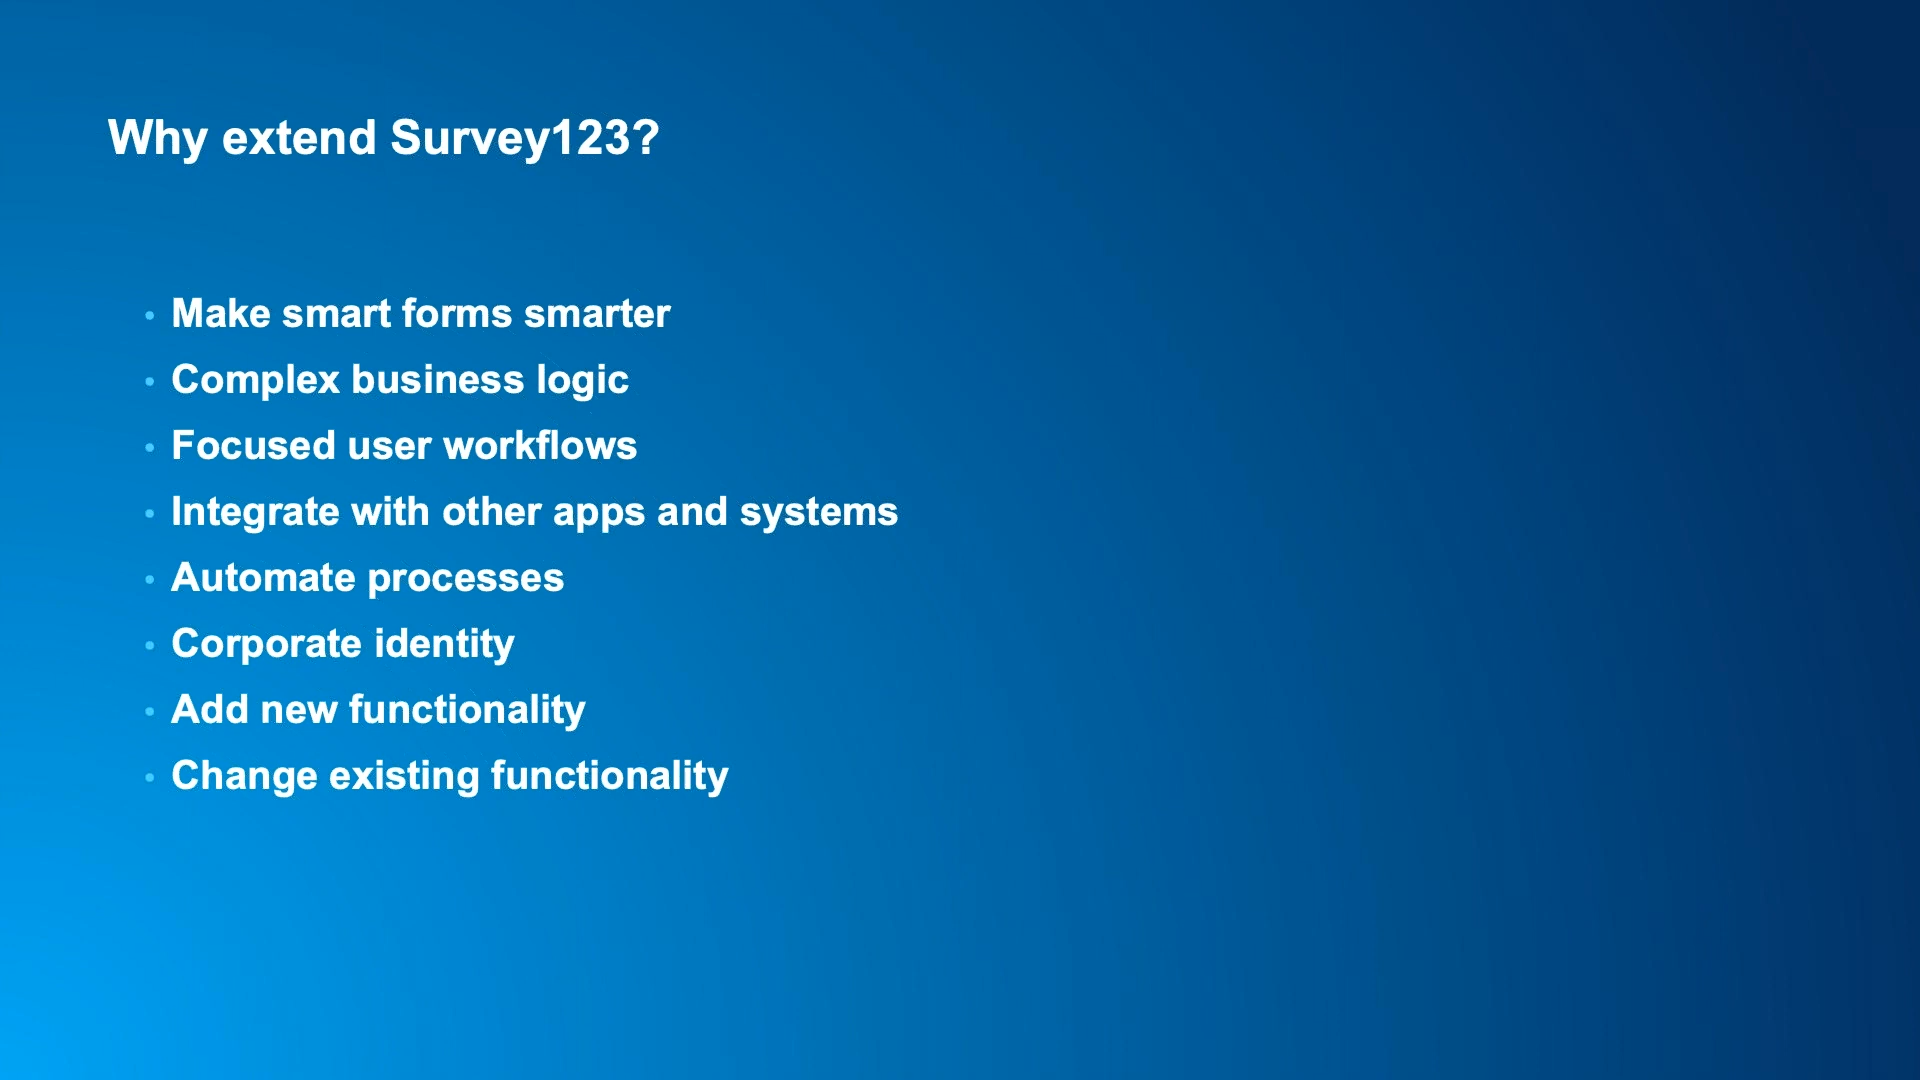 Why extend Survey123?
• Make smart forms smarter
• Complex business logic
• Focused user workflows
• Integrate with other apps and systems
• Automate processes
• Corporate identity
• Add new functionality
• Change existing functionality